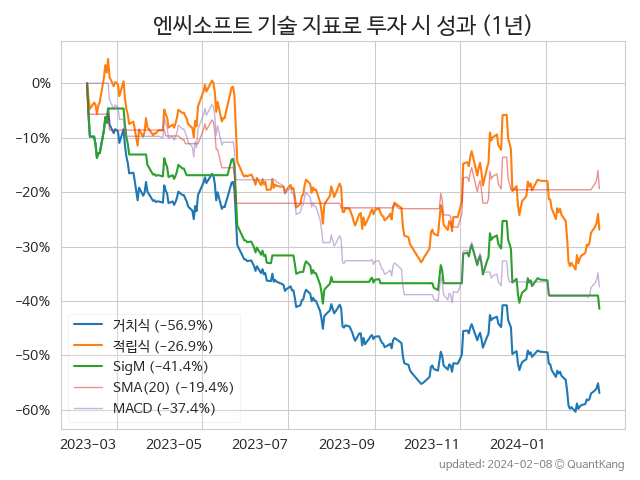 엔씨소프트 기술 지표로 투자 시 성과 (1년)
0%
−10%
−20%
−30%
−40%
−50%
−60%
거치식 (−56.9%)
적립식 (−26.9%)
SigM (−41.4%)
SMA(20) (−19.4%)
MACD (−37.4%)
2023-03 2023-05 2023-07 2023-09 2023-11 2024-01
updated: 2024-02-08 © QuantKang